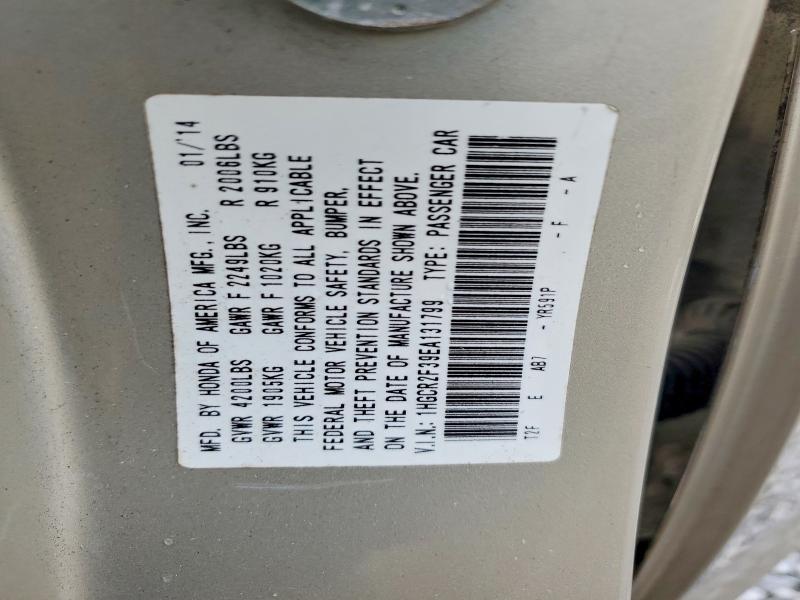 MFD. BY HONDA OF AMERICA MFG., INC. 01/'14
GVWR 4200LBS GAWR F 2249LBS R 2006LBS
GVWR 1905KG GAWR F 1020KG R 910KG
THIS VEHICLE CONFORMS TO ALL APPLICABLE
FEDERAL MOTOR VEHICLE SAFETY, BUMPER,
AND THEFT PREVENTION STANDARDS IN EFFECT
ON THE DATE OF MANUFACTURE SHOWN ABOVE.
V.I.N.: 1HGCR2F39EA131799 TYPE: PASSENGER CAR
T2F E AB7 - YR591P - F - A